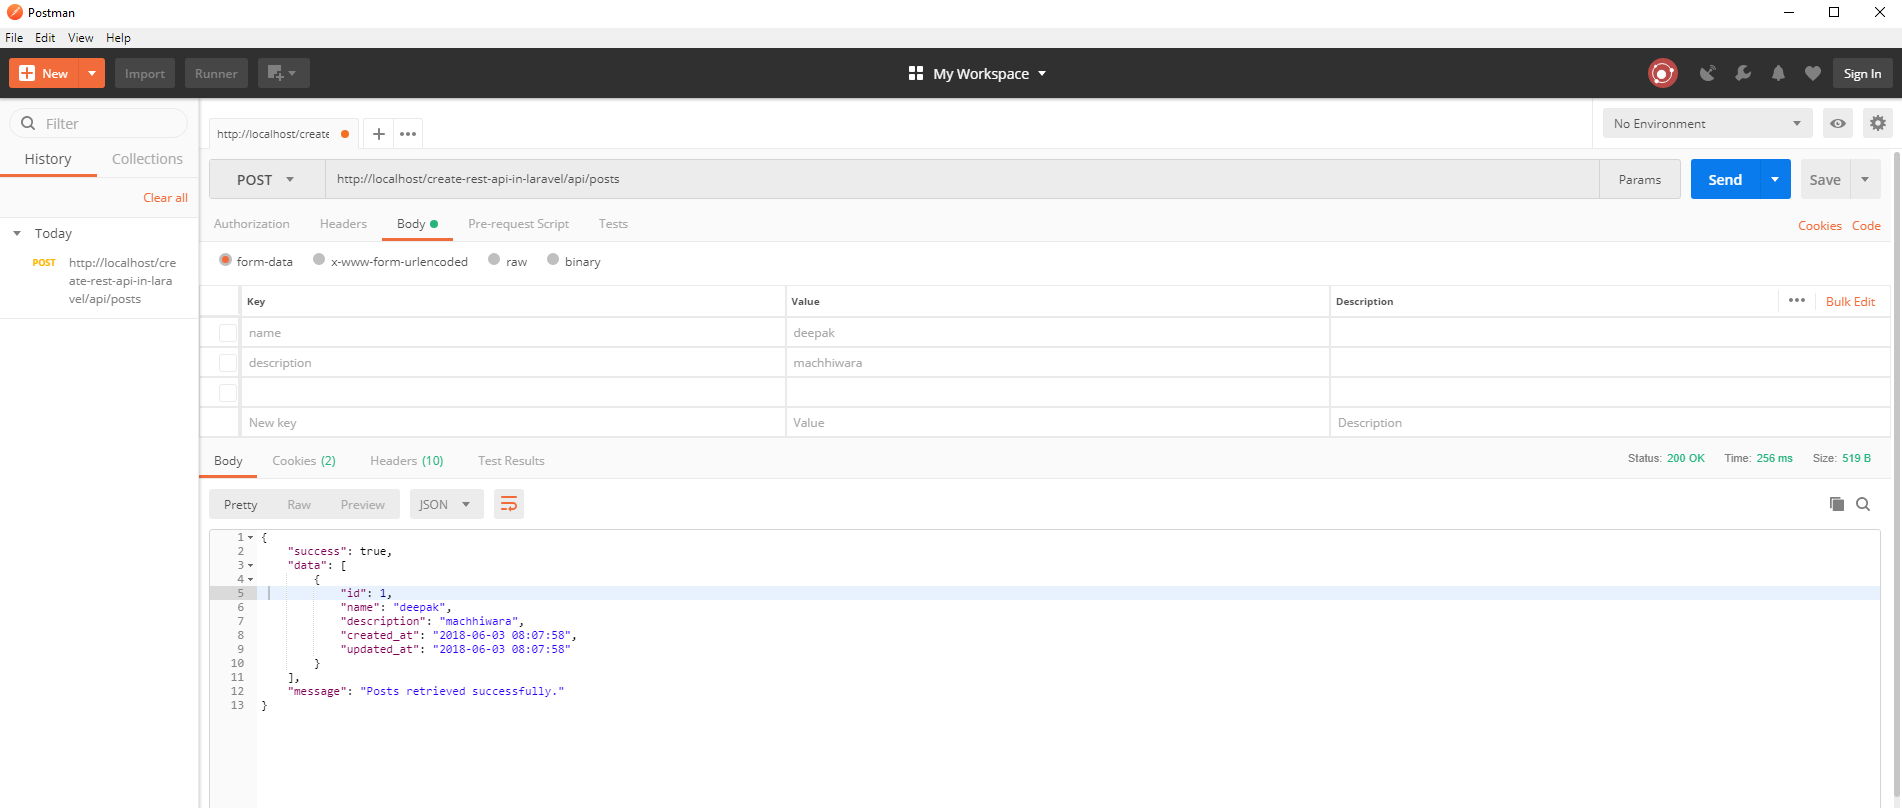 Postman
File Edit View Help
New Import Runner My Workspace Sign In
Filter
History Collections
Clear all
Today
POST http://localhost/cre
ate-rest-api-in-lara
vel/api/posts
http://localhost/create
No Environment
POST http://localhost/create-rest-api-in-laravel/api/posts Params Send Save
Authorization Headers Body Pre-request Script Tests Cookies Code
form-data x-www-form-urlencoded raw binary
Key Value Description Bulk Edit
name deepak
description machhiwara
New key Value Description
Body Cookies (2) Headers (10) Test Results Status: 200 OK Time: 256 ms Size: 519 B
Pretty Raw Preview JSON
1 {
2 "success": true,
3 "data": [
4 {
5 "id": 1,
6 "name": "deepak",
7 "description": "machhiwara",
8 "created_at": "2018-06-03 08:07:58",
9 "updated_at": "2018-06-03 08:07:58"
10 }
11 ],
12 "message": "Posts retrieved successfully."
13 }